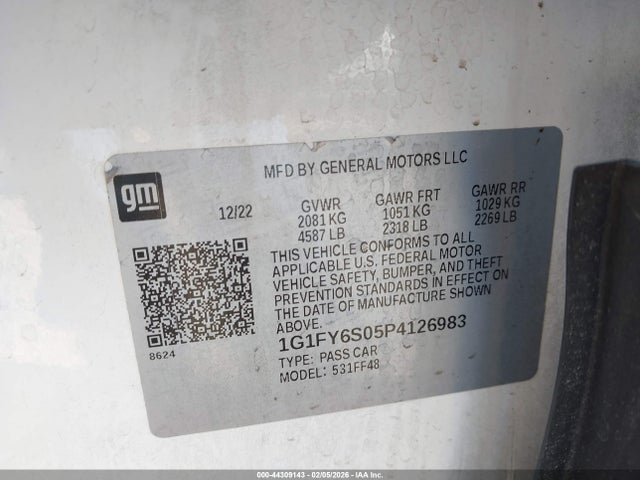 MFD BY GENERAL MOTORS LLC
gm
12/22
GVWR GAWR FRT GAWR RR
2081 KG 1051 KG 1029 KG
4587 LB 2318 LB 2269 LB
THIS VEHICLE CONFORMS TO ALL
APPLICABLE U.S. FEDERAL MOTOR
VEHICLE SAFETY, BUMPER, AND THEFT
PREVENTION STANDARDS IN EFFECT ON
THE DATE OF MANUFACTURE SHOWN
ABOVE.
8624
1G1FY6S05P4126983
TYPE: PASS CAR
MODEL: 531FF48
000-44309143 - 02/05/2026 - IAA Inc.